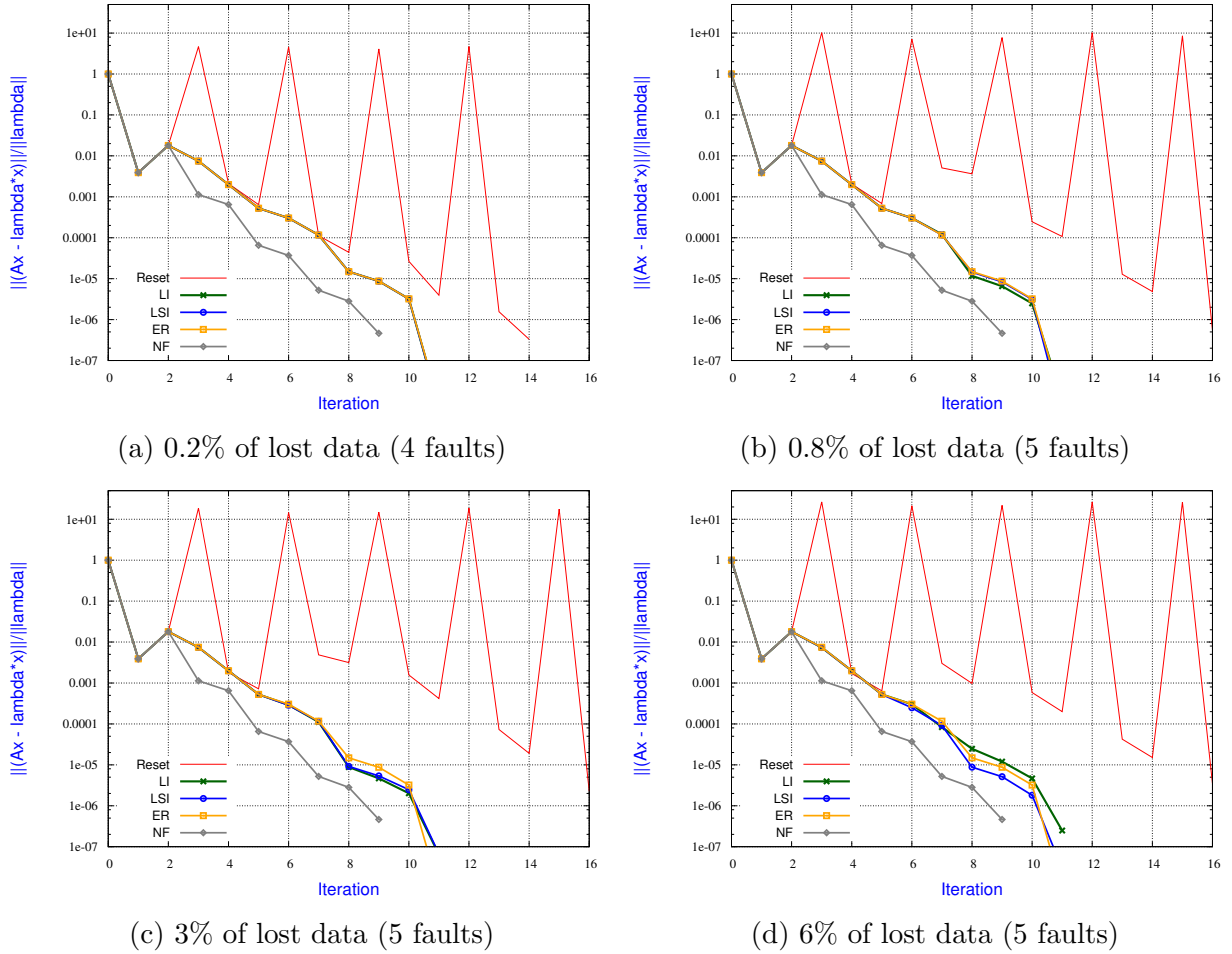 1e+01
1
0.1
0.01
0.001
0.0001
1e-05
1e-06
1e-07
||(Ax - lambda*x)||/||lambda||
Reset
LI
LSI
ER
NF
0 2 4 6 8 10 12 14 16
Iteration
(a) 0.2% of lost data (4 faults)
1e+01
1
0.1
0.01
0.001
0.0001
1e-05
1e-06
1e-07
||(Ax - lambda*x)||/||lambda||
Reset
LI
LSI
ER
NF
0 2 4 6 8 10 12 14 16
Iteration
(b) 0.8% of lost data (5 faults)
1e+01
1
0.1
0.01
0.001
0.0001
1e-05
1e-06
1e-07
||(Ax - lambda*x)||/||lambda||
Reset
LI
LSI
ER
NF
0 2 4 6 8 10 12 14 16
Iteration
(c) 3% of lost data (5 faults)
1e+01
1
0.1
0.01
0.001
0.0001
1e-05
1e-06
1e-07
||(Ax - lambda*x)||/||lambda||
Reset
LI
LSI
ER
NF
0 2 4 6 8 10 12 14 16
Iteration
(d) 6% of lost data (5 faults)